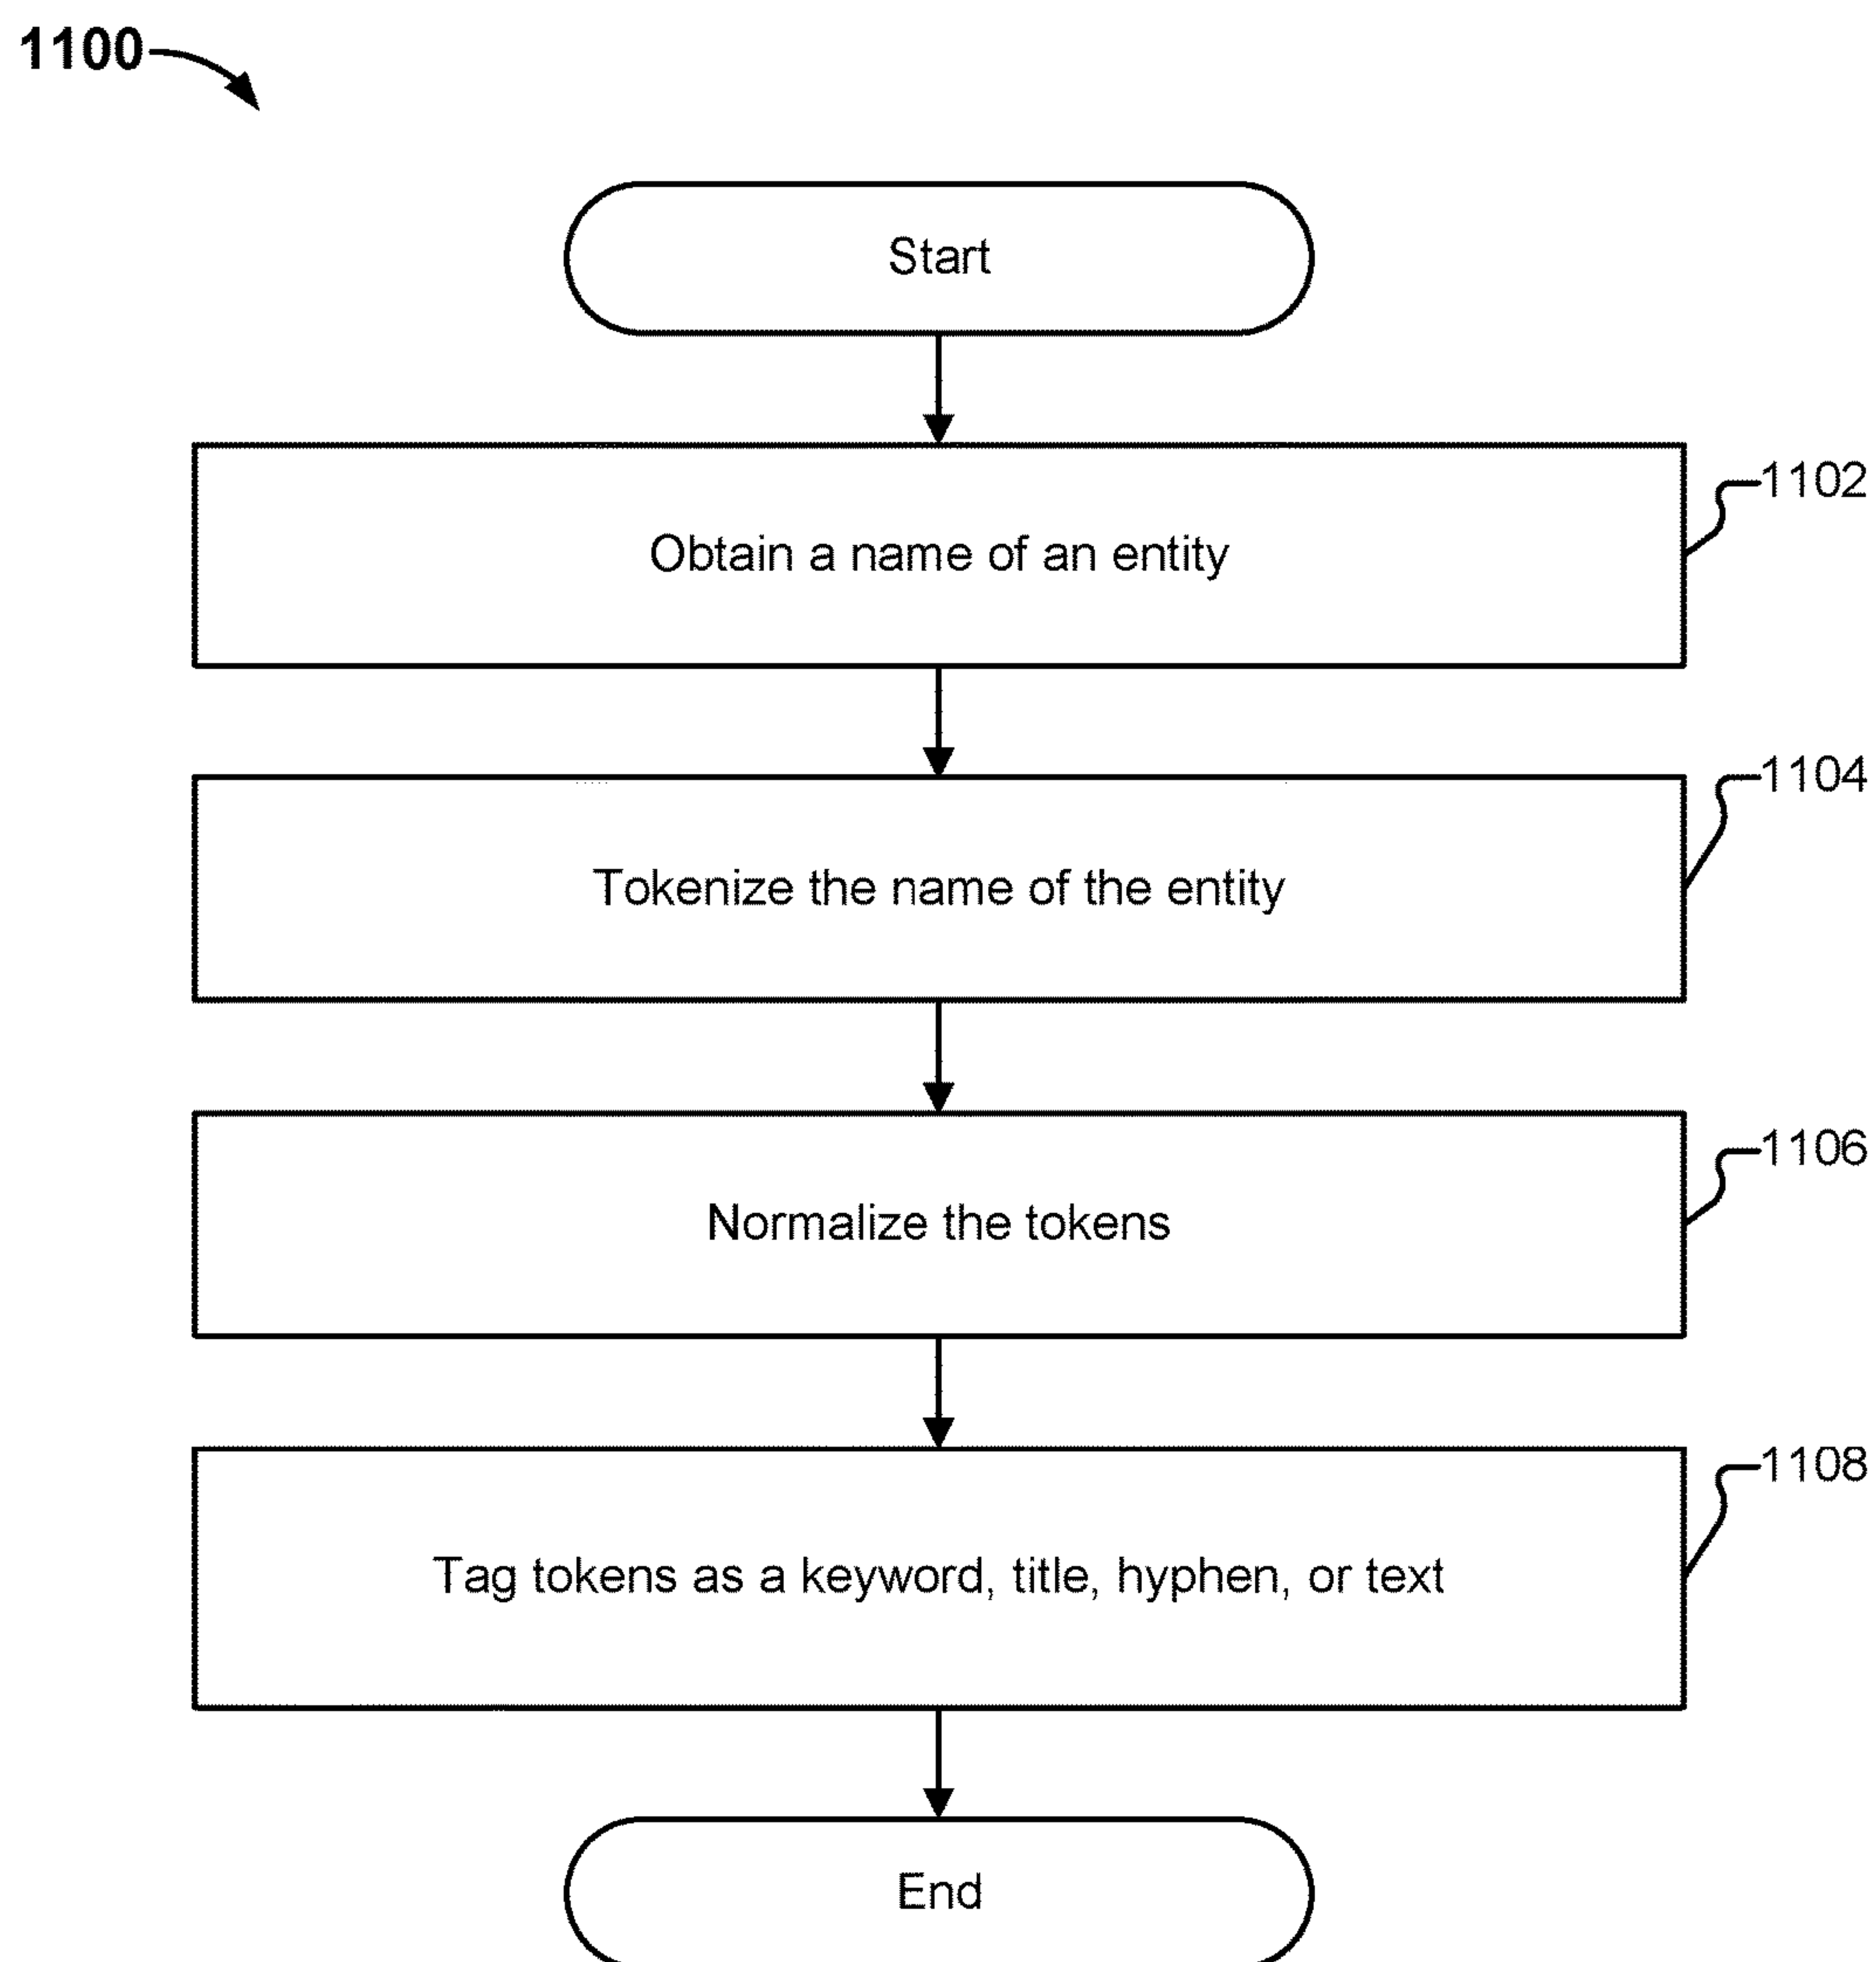 1100
Start
1102
Obtain a name of an entity
1104
Tokenize the name of the entity
1106
Normalize the tokens
1108
Tag tokens as a keyword, title, hyphen, or text
End